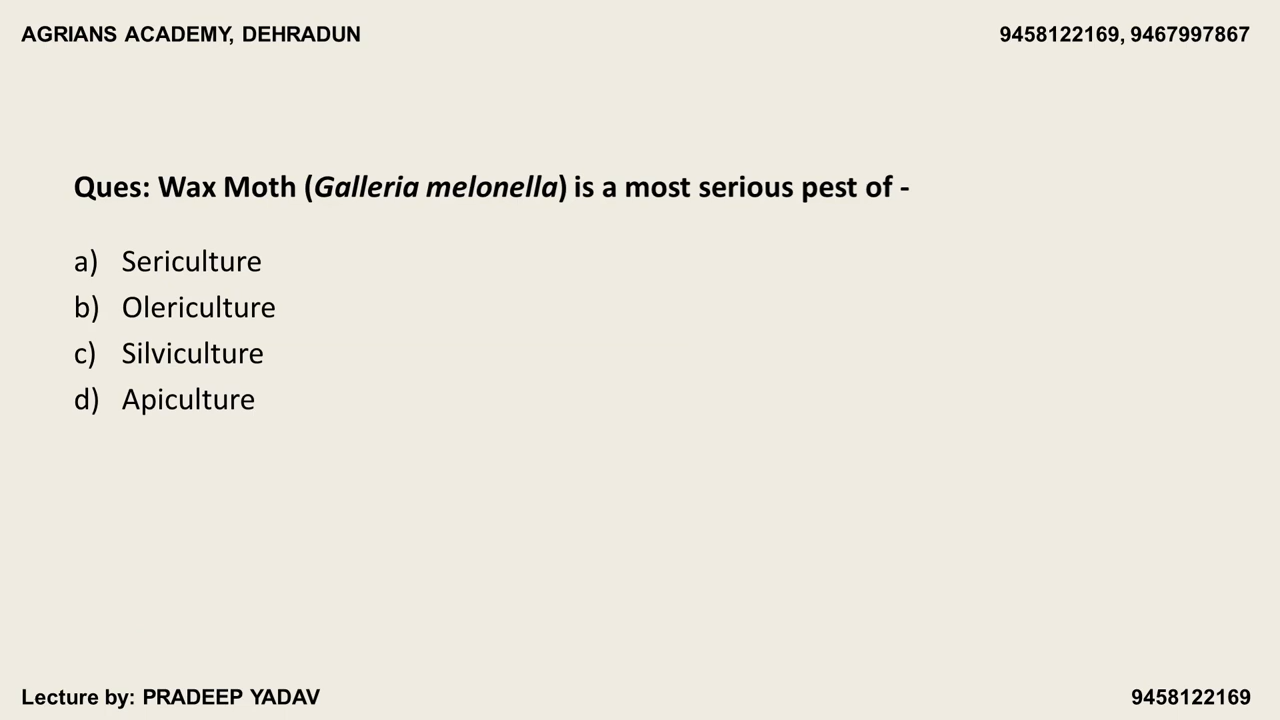 AGRIANS ACADEMY, DEHRADUN
9458122169, 9467997867
Ques: Wax Moth (Galleria melonella) is a most serious pest of -
a) Sericulture
b) Olericulture
c) Silviculture
d) Apiculture
Lecture by: PRADEEP YADAV
9458122169